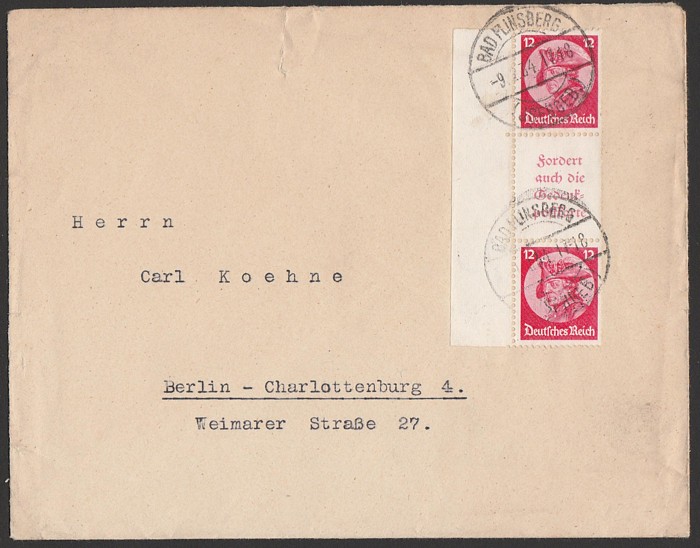 BAD FLINSBERG
12 12
Deutsches Reich
Fordert
auch die
Gedenk-
BAD FLINSBERG
12 12
Deutsches Reich
Herrn
Carl Koehne
Berlin - Charlottenburg 4.
Weimarer Straße 27.